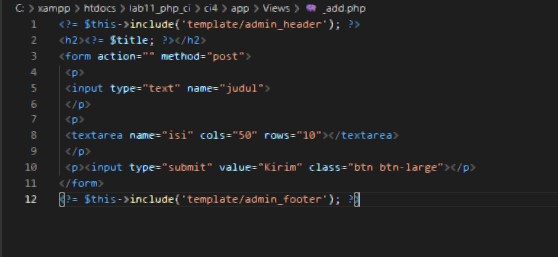 C: > xampp > htdocs > lab11_php_ci > ci4 > app > Views > _add.php
1 <?= $this->include('template/admin_header'); ?>
2 <h2><?= $title; ?></h2>
3 <form action="" method="post">
4 <p>
5 <input type="text" name="judul">
6 </p>
7 <p>
8 <textarea name="isi" cols="50" rows="10"></textarea>
9 </p>
10 <p><input type="submit" value="Kirim" class="btn btn-large"></p>
11 </form>
12 <?= $this->include('template/admin_footer'); ?>